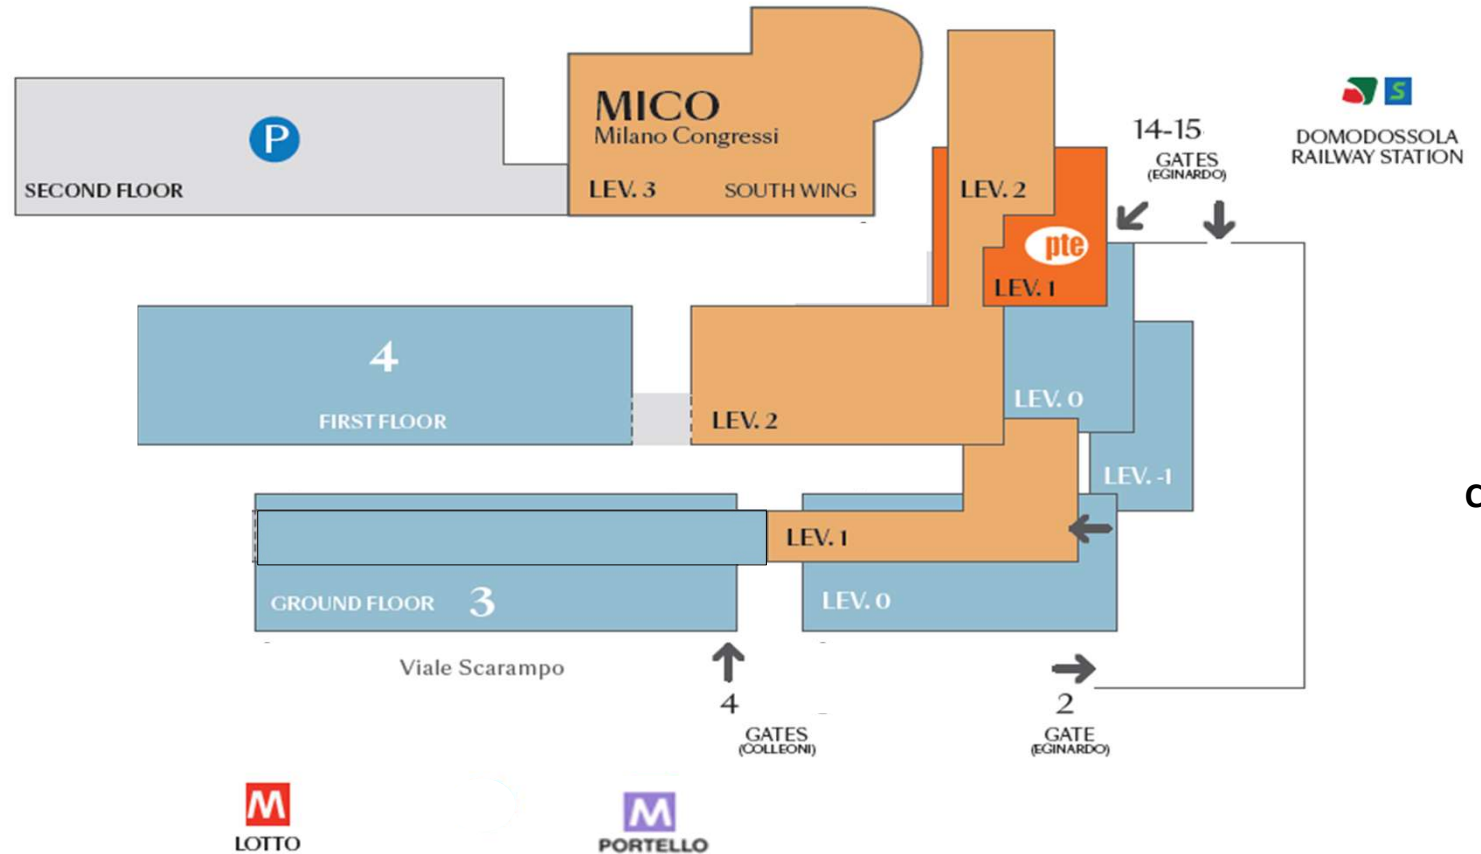 P
SECOND FLOOR
MICO
Milano Congressi
LEV. 3
SOUTH WING
LEV. 2
pte
LEV. 1
14-15
GATES
(EGINARDO)
S
DOMODOSSOLA
RAILWAY STATION
4
FIRST FLOOR
LEV. 2
LEV. 0
LEV. -1
LEV. 1
GROUND FLOOR 3
LEV. 0
C
Viale Scarampo
4
GATES
(COLLEONI)
2
GATE
(EGINARDO)
M
LOTTO
M
PORTELLO